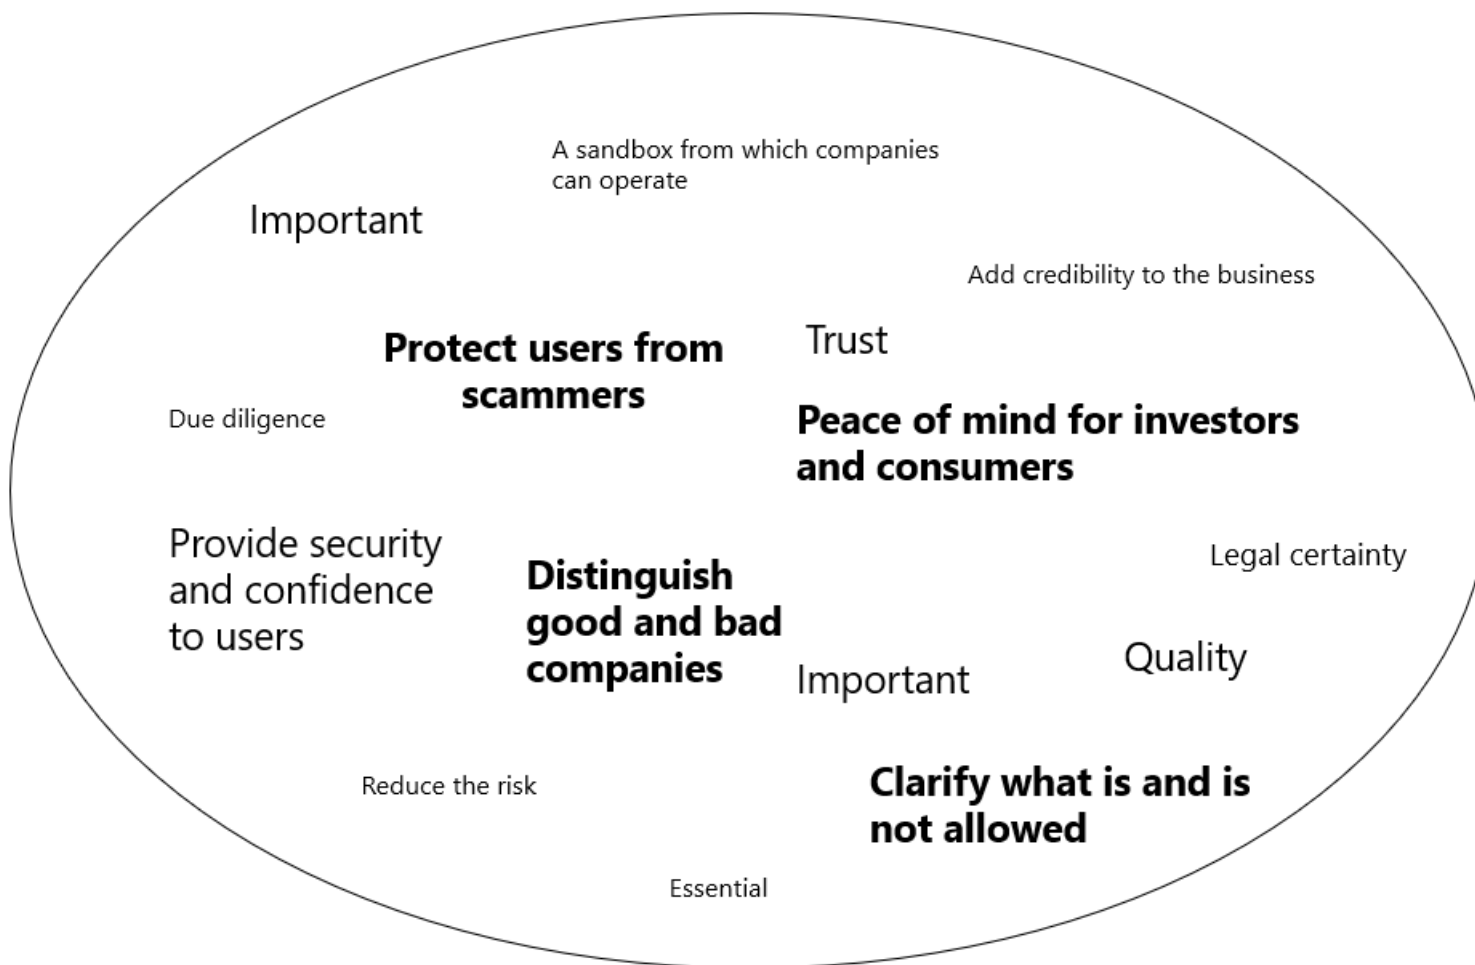 A sandbox from which companies
can operate
Important
Add credibility to the business
Protect users from
scammers
Trust
Due diligence
Peace of mind for investors
and consumers
Provide security
and confidence
to users
Distinguish
good and bad
companies
Legal certainty
Important
Quality
Reduce the risk
Clarify what is and is
not allowed
Essential